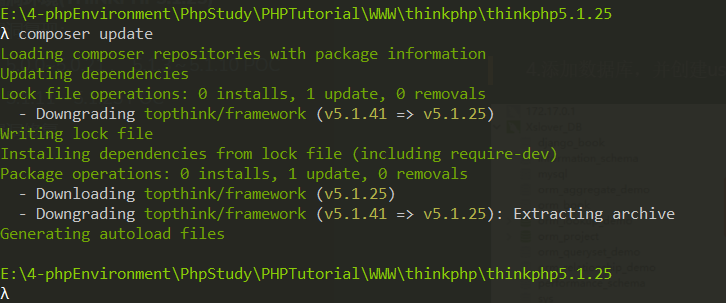 E:\4-phpEnvironment\PhpStudy\PHPTutorial\WWW\thinkphp\thinkphp5.1.25
λ composer update
Loading composer repositories with package information
Updating dependencies
Lock file operations: 0 installs, 1 update, 0 removals
  - Downgrading topthink/framework (v5.1.41 => v5.1.25)
Writing lock file
Installing dependencies from lock file (including require-dev)
Package operations: 0 installs, 1 update, 0 removals
  - Downloading topthink/framework (v5.1.25)
  - Downgrading topthink/framework (v5.1.41 => v5.1.25): Extracting archive
Generating autoload files
E:\4-phpEnvironment\PhpStudy\PHPTutorial\WWW\thinkphp\thinkphp5.1.25
λ